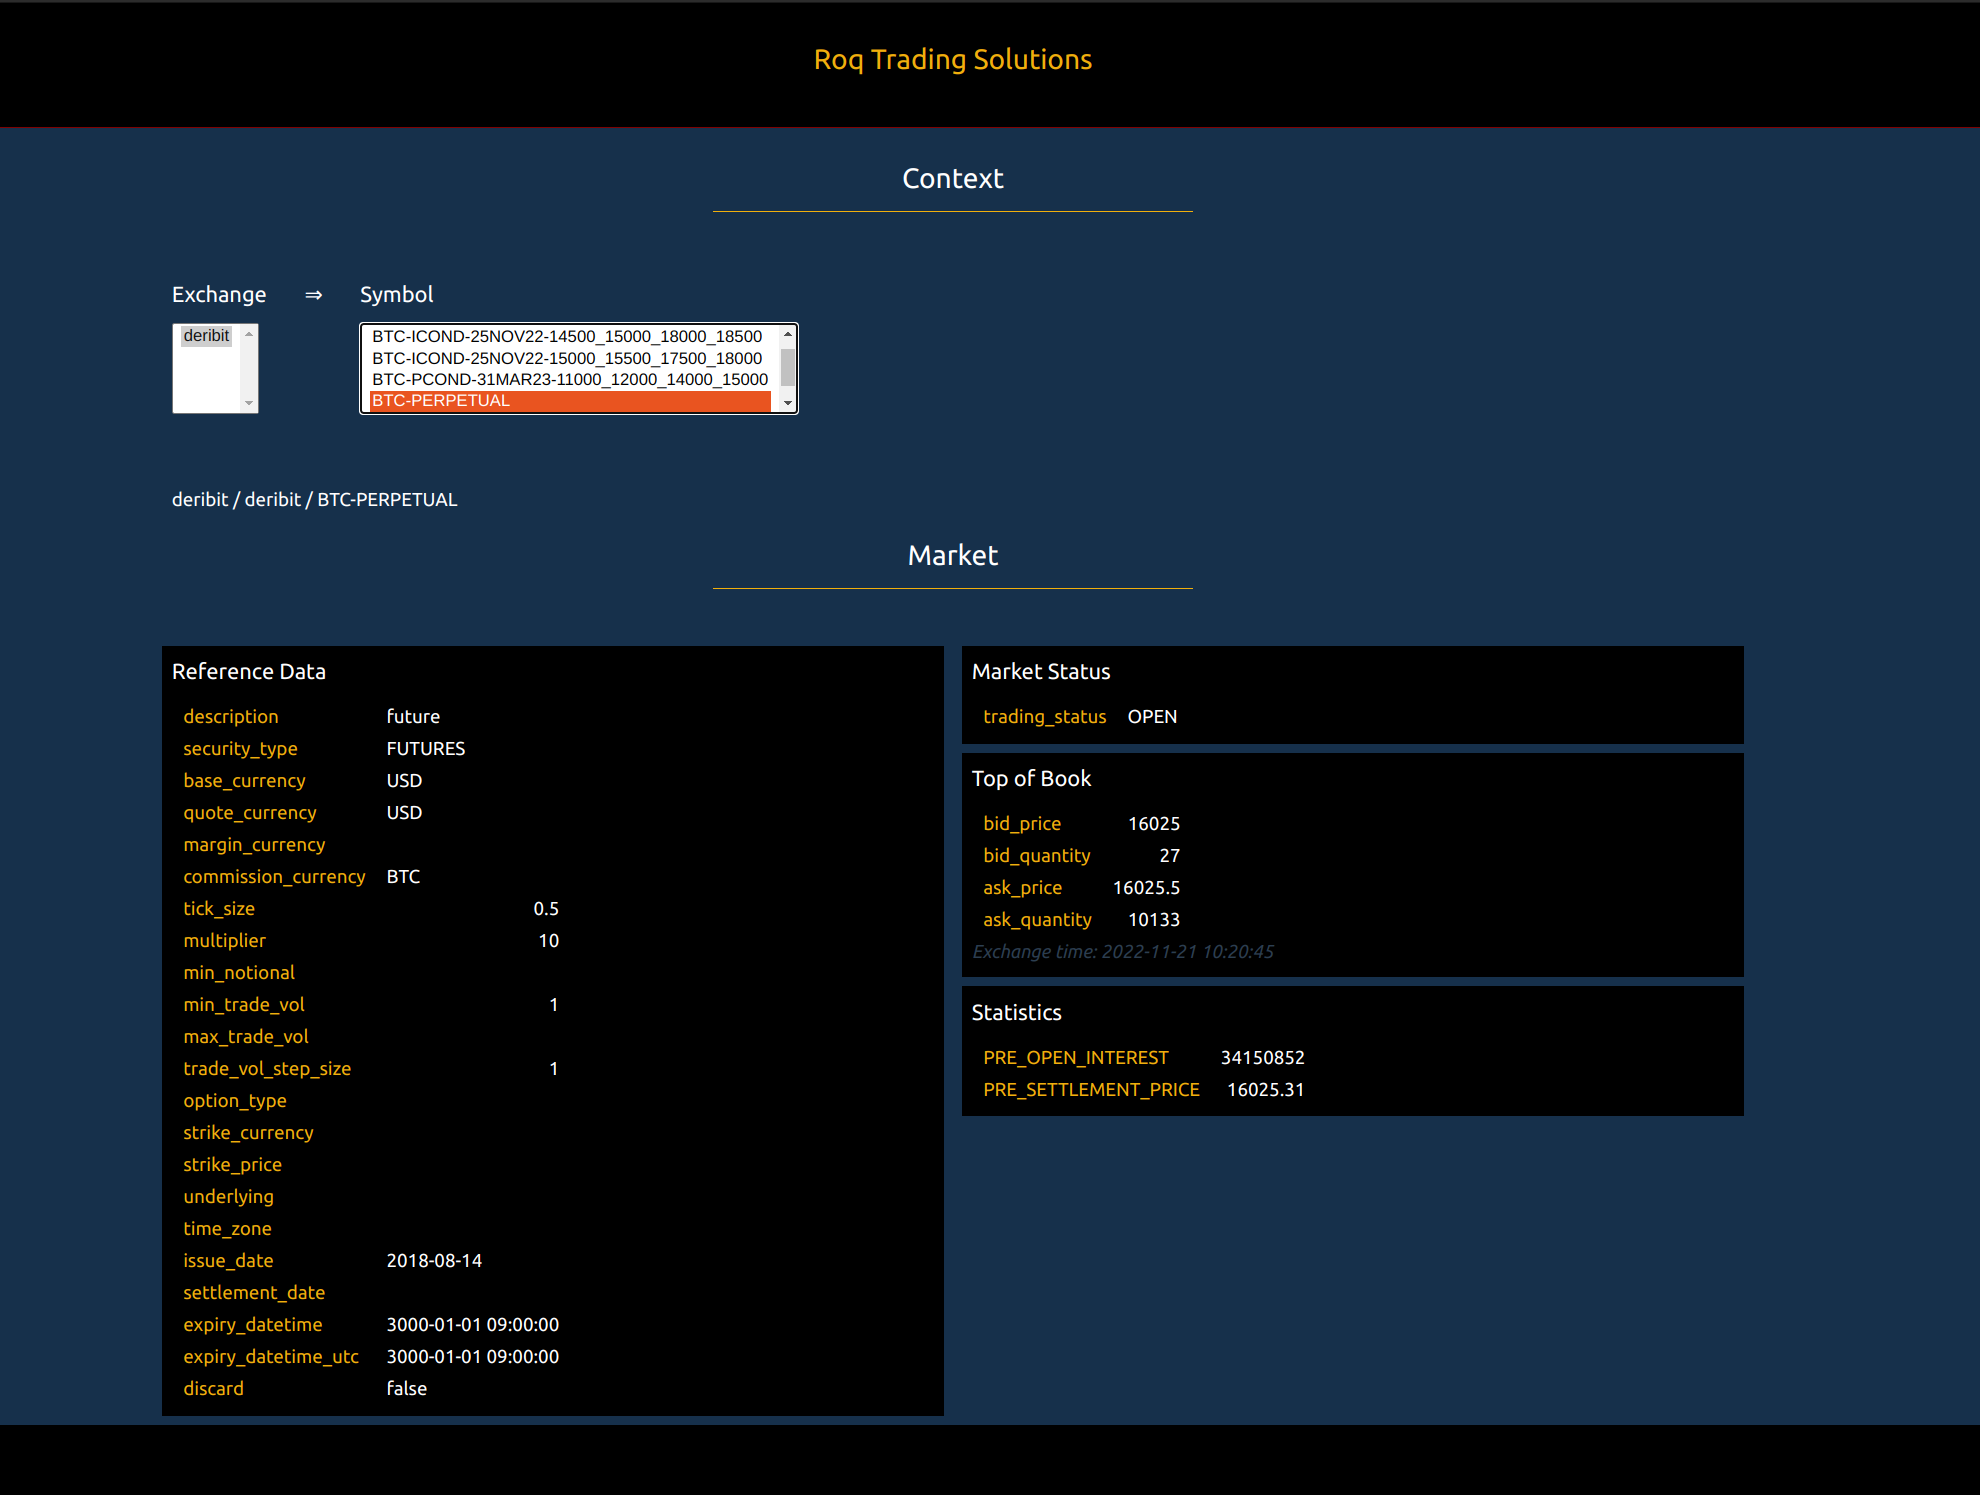 Roq Trading Solutions
Context
Exchange ⇒ Symbol
deribit
BTC-ICOND-25NOV22-14500_15000_18000_18500
BTC-ICOND-25NOV22-15000_15500_17500_18000
BTC-PCOND-31MAR23-11000_12000_14000_15000
BTC-PERPETUAL
deribit / deribit / BTC-PERPETUAL
Market
Reference Data
description future
security_type FUTURES
base_currency USD
quote_currency USD
margin_currency
commission_currency BTC
tick_size 0.5
multiplier 10
min_notional
min_trade_vol 1
max_trade_vol
trade_vol_step_size 1
option_type
strike_currency
strike_price
underlying
time_zone
issue_date 2018-08-14
settlement_date
expiry_datetime 3000-01-01 09:00:00
expiry_datetime_utc 3000-01-01 09:00:00
discard false
Market Status
trading_status OPEN
Top of Book
bid_price 16025
bid_quantity 27
ask_price 16025.5
ask_quantity 10133
Exchange time: 2022-11-21 10:20:45
Statistics
PRE_OPEN_INTEREST 34150852
PRE_SETTLEMENT_PRICE 16025.31